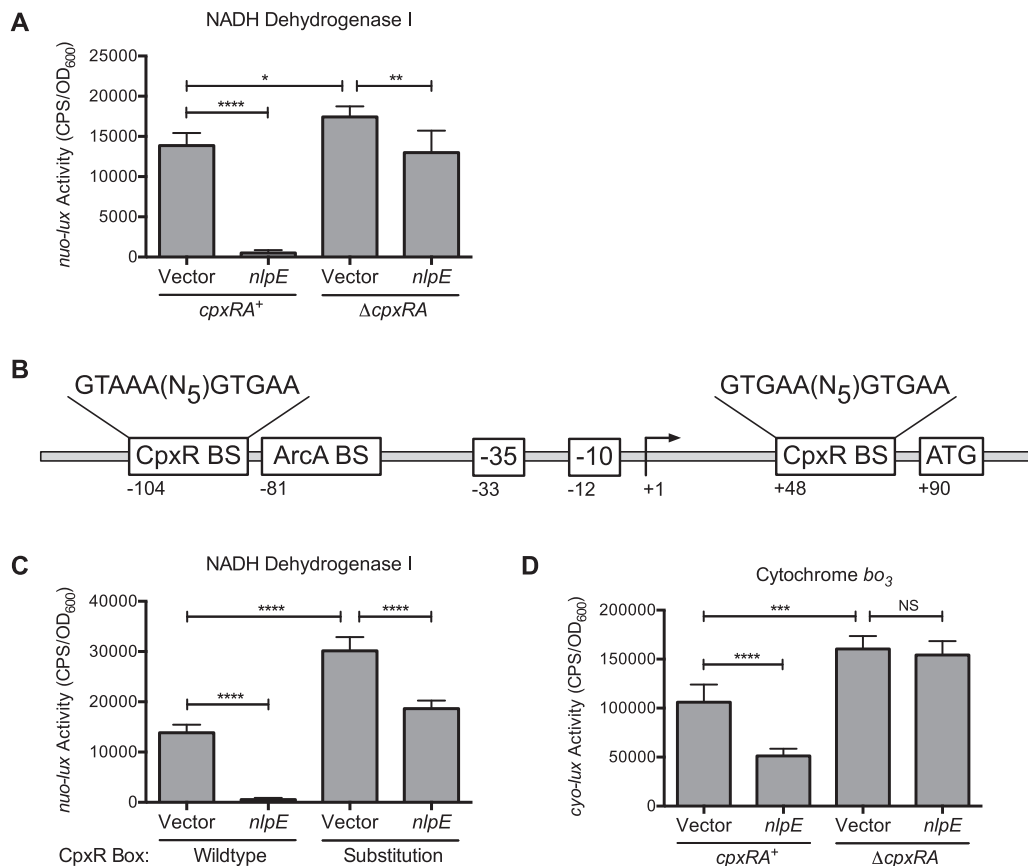 A
NADH Dehydrogenase I
nuo-lux Activity (CPS/OD600)
25000
20000
15000
10000
5000
0
*
**
****
Vector nlpE Vector nlpE
cpxRA+ ΔcpxRA
B
GTAAA(N5)GTGAA GTGAA(N5)GTGAA
CpxR BS ArcA BS -35 -10 CpxR BS ATG
-104 -81 -33 -12 +1 +48 +90
C
NADH Dehydrogenase I
nuo-lux Activity (CPS/OD600)
40000
30000
20000
10000
0
**** ****
****
Vector nlpE Vector nlpE
CpxR Box: Wildtype Substitution
D
Cytochrome bo3
cyo-lux Activity (CPS/OD600)
200000
150000
100000
50000
0
*** NS
****
Vector nlpE Vector nlpE
cpxRA+ ΔcpxRA